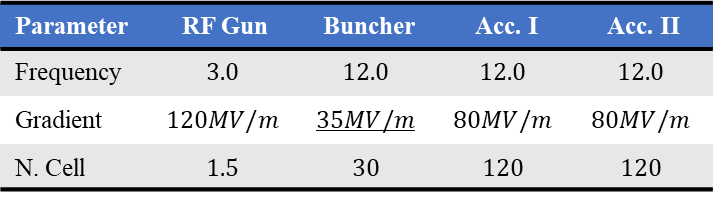 Parameter RF Gun Buncher Acc. I Acc. II
Frequency 3.0 12.0 12.0 12.0
Gradient 120MV/m 35MV/m 80MV/m 80MV/m
N. Cell 1.5 30 120 120